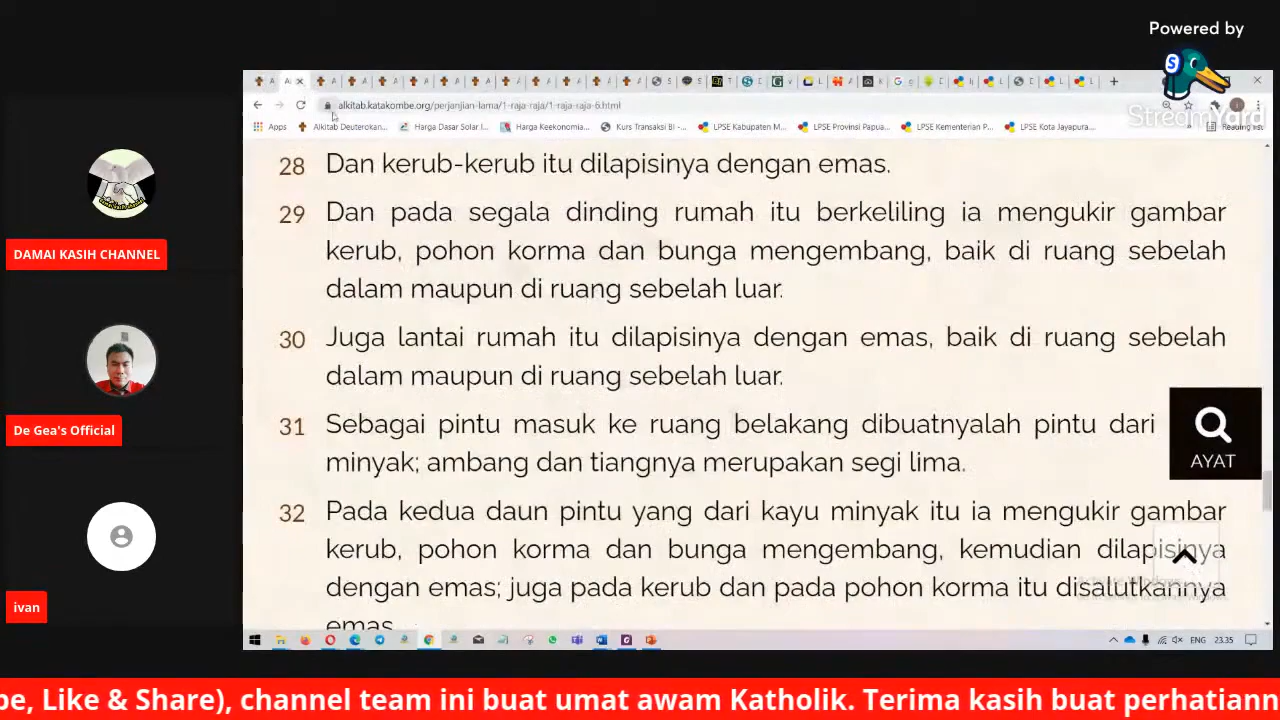 Powered by
StreamYard
alkitab.katakombe.org/perjanjian-lama/1-raja-raja/1-raja-raja-6.html
Apps
Alkitab Deuterokan...
Harga Dasar Solar I...
Harga Keekonomia...
Kurs Transaksi BI -...
LPSE Kabupaten M...
LPSE Provinsi Papua...
LPSE Kementerian P...
LPSE Kota Jayapura...
Reading list
28 Dan kerub-kerub itu dilapisinya dengan emas.
29 Dan pada segala dinding rumah itu berkeliling ia mengukir gambar
kerub, pohon korma dan bunga mengembang, baik di ruang sebelah
dalam maupun di ruang sebelah luar.
30 Juga lantai rumah itu dilapisinya dengan emas, baik di ruang sebelah
dalam maupun di ruang sebelah luar.
31 Sebagai pintu masuk ke ruang belakang dibuatnyalah pintu dari
minyak; ambang dan tiangnya merupakan segi lima.
32 Pada kedua daun pintu yang dari kayu minyak itu ia mengukir gambar
kerub, pohon korma dan bunga mengembang, kemudian dilapisinya
dengan emas; juga pada kerub dan pada pohon korma itu disalutkannya
emas
AYAT
Activate Windows
ENG 23.35
DAMAI KASIH CHANNEL
De Gea's Official
ivan
be, Like & Share), channel team ini buat umat awam Katholik. Terima kasih buat perhatiann